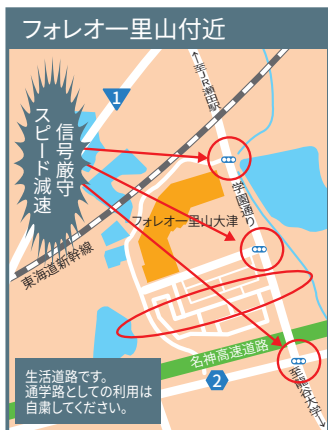 フォレオ一里山付近
←至JR瀬田駅
1
信号厳守
スピード減速
学園通り
フォレオ一里山大津
東海道新幹線
名神高速道路
2
至龍谷大学→
生活道路です。
通学路としての利用は
自粛してください。